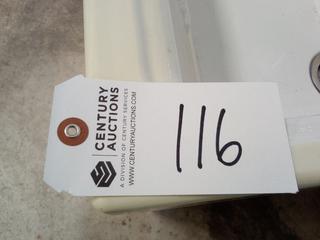 CENTURY
AUCTIONS
A DIVISION OF CENTURY SERVICES
WWW.CENTURYAUCTIONS.COM
116